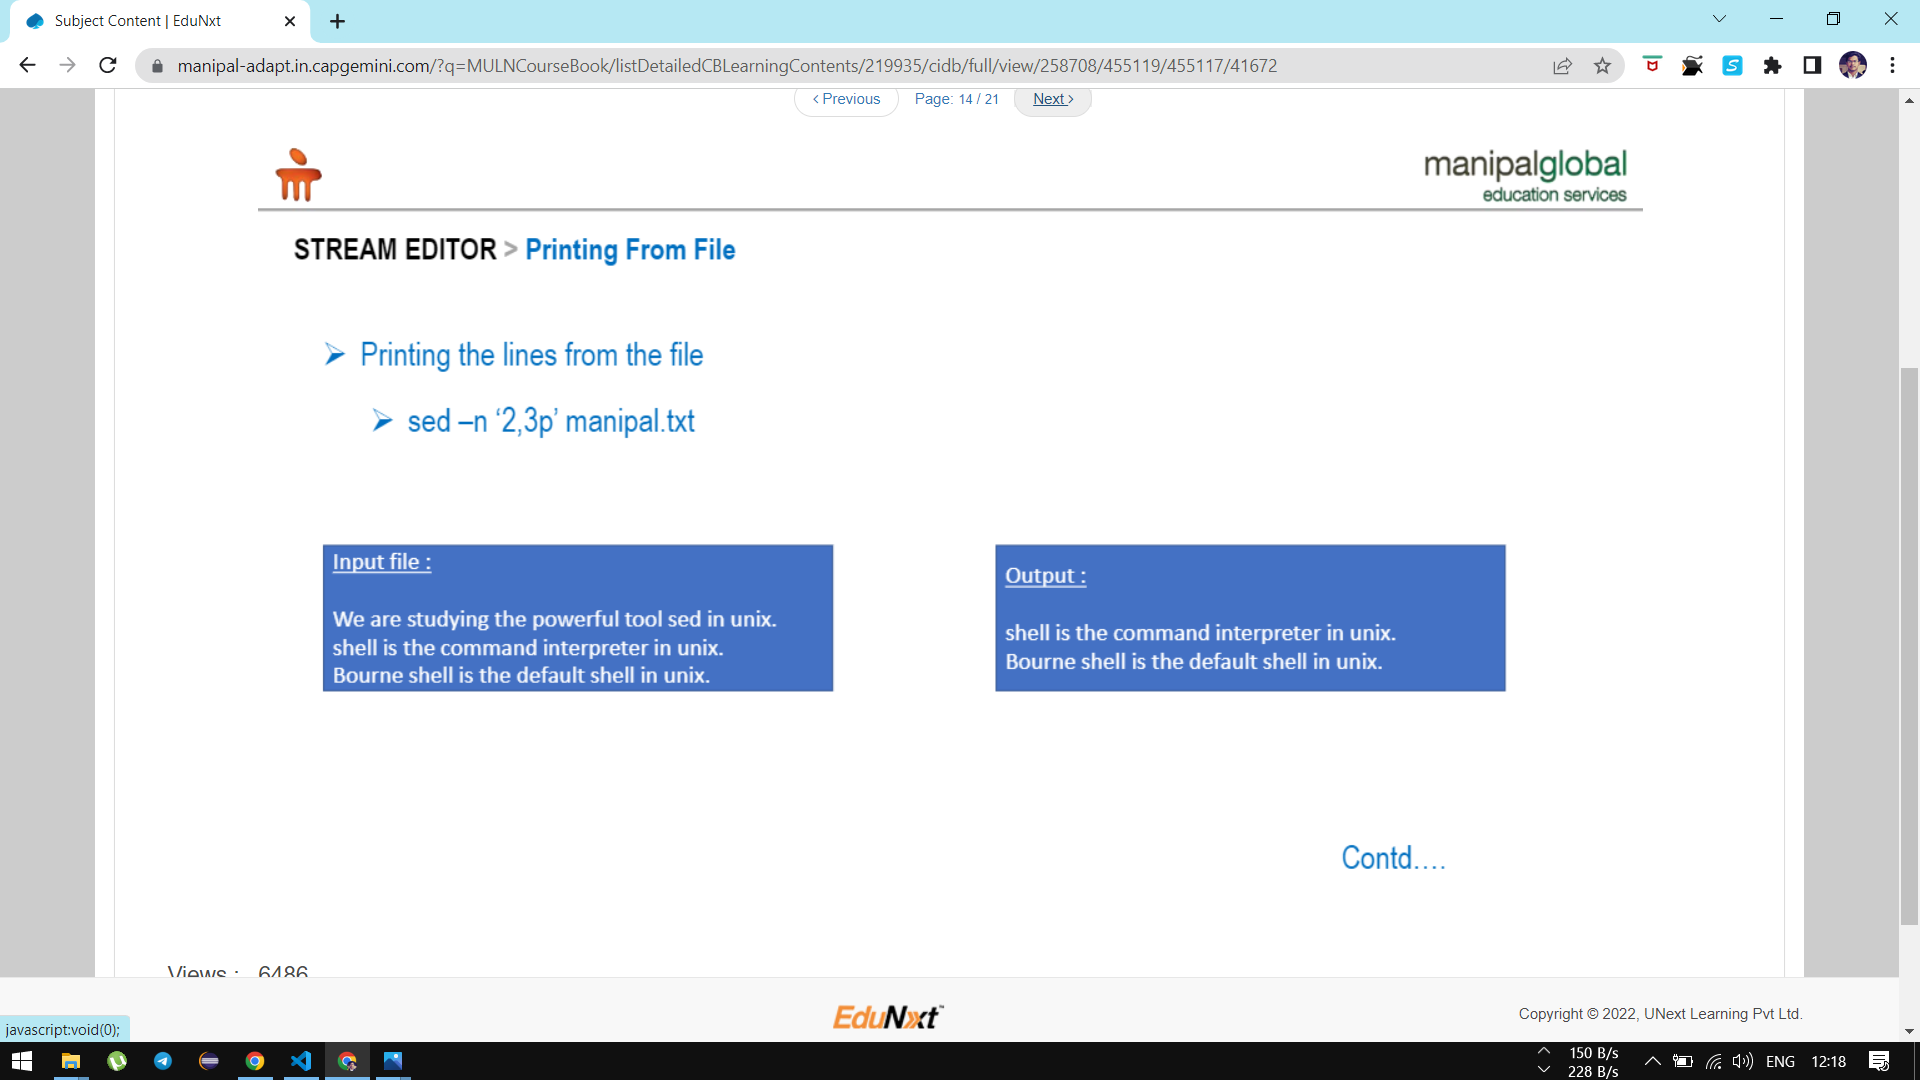 Subject Content | EduNxt
manipal-adapt.in.capgemini.com/?q=MULNCourseBook/listDetailedCBLearningContents/219935/cidb/full/view/258708/455119/455117/41672
‹ Previous Page: 14 / 21 Next ›
manipalglobal
education services
STREAM EDITOR > Printing From File
➢ Printing the lines from the file
➢ sed –n ‘2,3p’ manipal.txt
Input file :
We are studying the powerful tool sed in unix.
shell is the command interpreter in unix.
Bourne shell is the default shell in unix.
Output :
shell is the command interpreter in unix.
Bourne shell is the default shell in unix.
Contd....
Views : 6486
EduNxt™
Copyright © 2022, UNext Learning Pvt Ltd.
javascript:void(0);
150 B/s
228 B/s
ENG 12:18